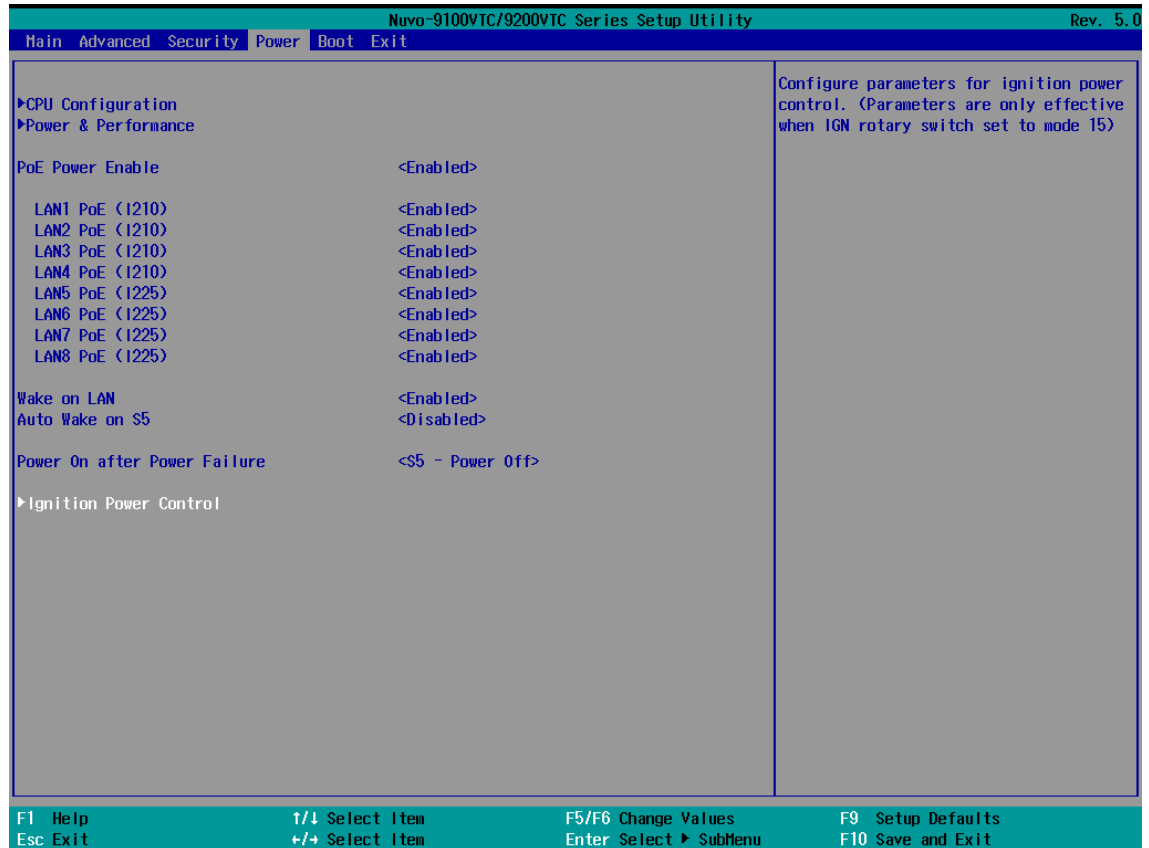 Nuvo-9100VTC/9200VTC Series Setup Utility Rev. 5.0
Main Advanced Security Power Boot Exit
▶CPU Configuration
▶Power & Performance
PoE Power Enable <Enabled>
LAN1 PoE (I210) <Enabled>
LAN2 PoE (I210) <Enabled>
LAN3 PoE (I210) <Enabled>
LAN4 PoE (I210) <Enabled>
LAN5 PoE (I225) <Enabled>
LAN6 PoE (I225) <Enabled>
LAN7 PoE (I225) <Enabled>
LAN8 PoE (I225) <Enabled>
Wake on LAN <Enabled>
Auto Wake on S5 <Disabled>
Power On after Power Failure <S5 - Power Off>
▶Ignition Power Control
Configure parameters for ignition power
control. (Parameters are only effective
when IGN rotary switch set to mode 15)
F1 Help ↑/↓ Select Item F5/F6 Change Values F9 Setup Defaults
Esc Exit ←/→ Select Item Enter Select ▶ SubMenu F10 Save and Exit